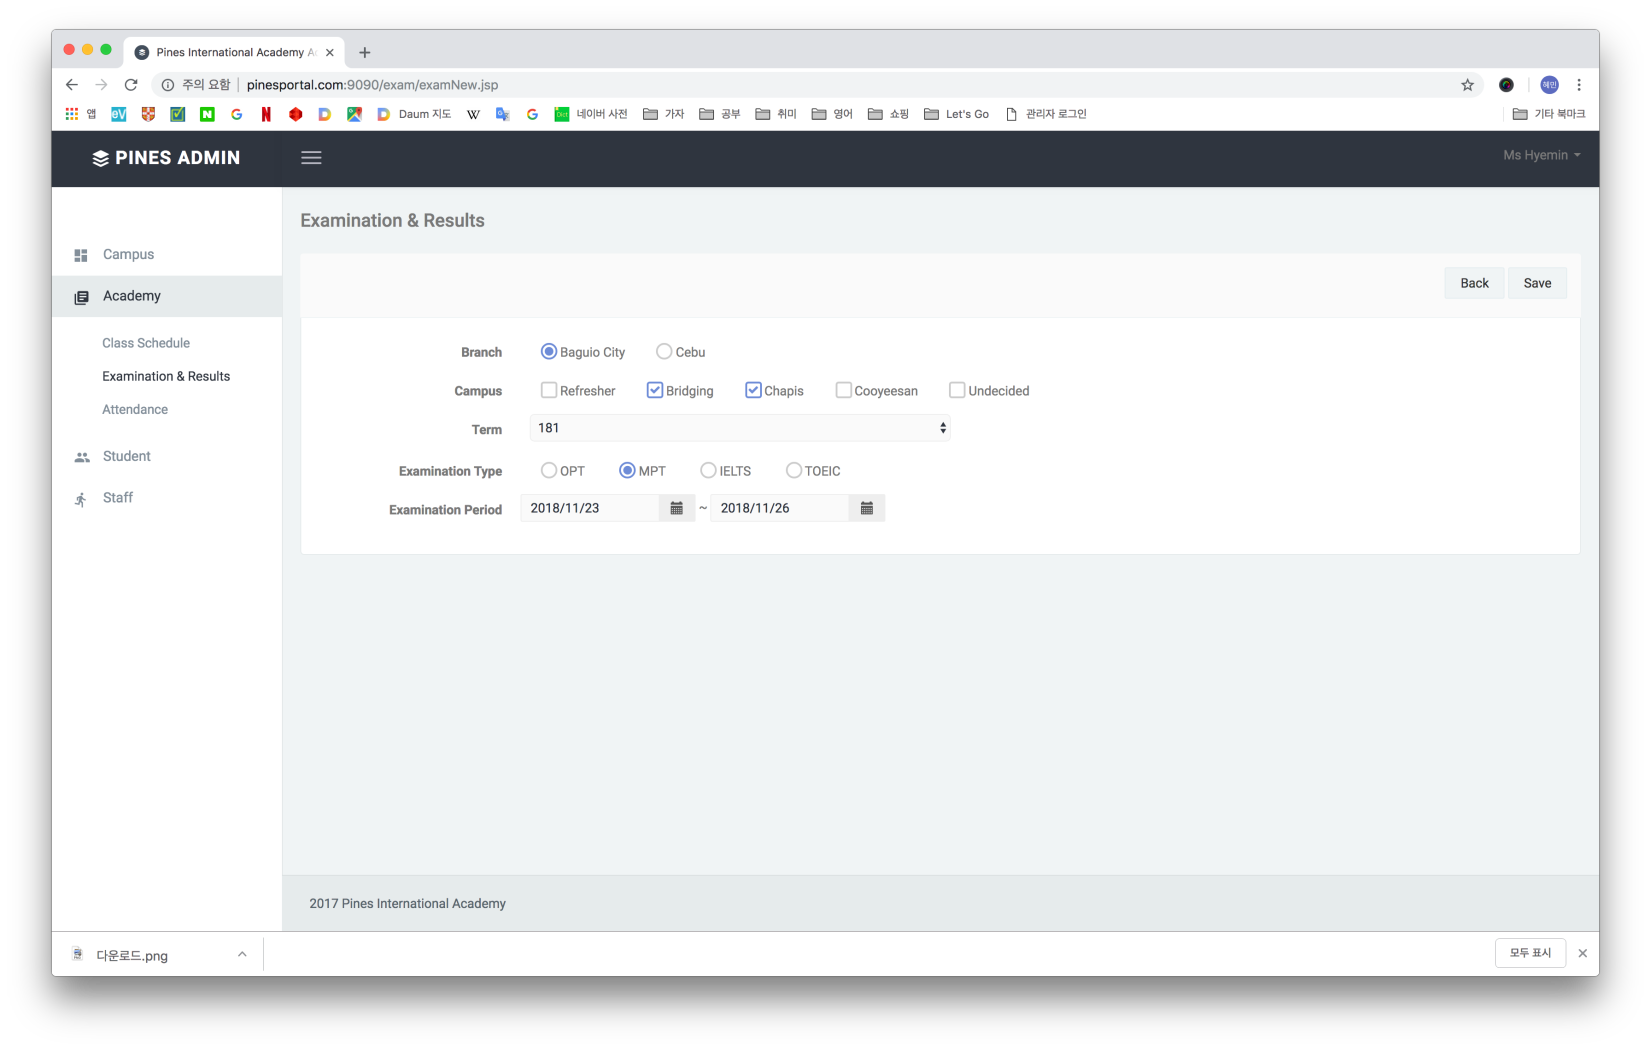 Pines International Academy A
주의 요함 pinesportal.com:9090/exam/examNew.jsp 혜민
앱 eV N G N D D Daum 지도 W G Dict 네이버 사전 가자 공부 취미 영어 쇼핑 Let's Go 관리자 로그인 기타 북마크
PINES ADMIN Ms Hyemin
Examination & Results
Campus
Academy
Class Schedule
Examination & Results
Attendance
Student
Staff
Back Save
Branch Baguio City Cebu
Campus Refresher Bridging Chapis Cooyeesan Undecided
Term 181
Examination Type OPT MPT IELTS TOEIC
Examination Period 2018/11/23 ~ 2018/11/26
2017 Pines International Academy
다운로드.png 모두 표시